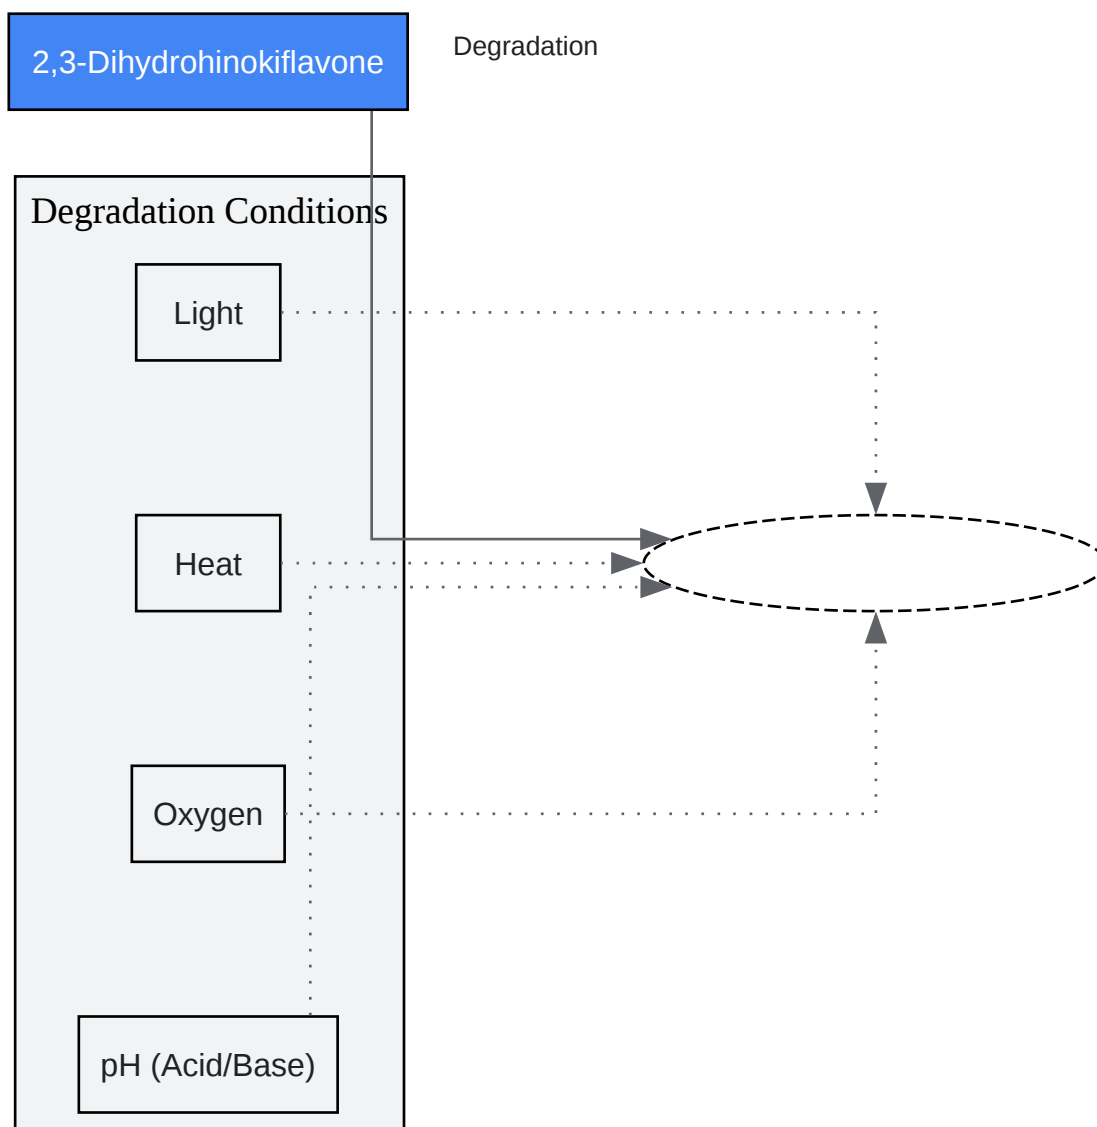 2,3-Dihydrohinokiflavone
Degradation
Degradation Conditions
Light
Heat
Oxygen
pH (Acid/Base)